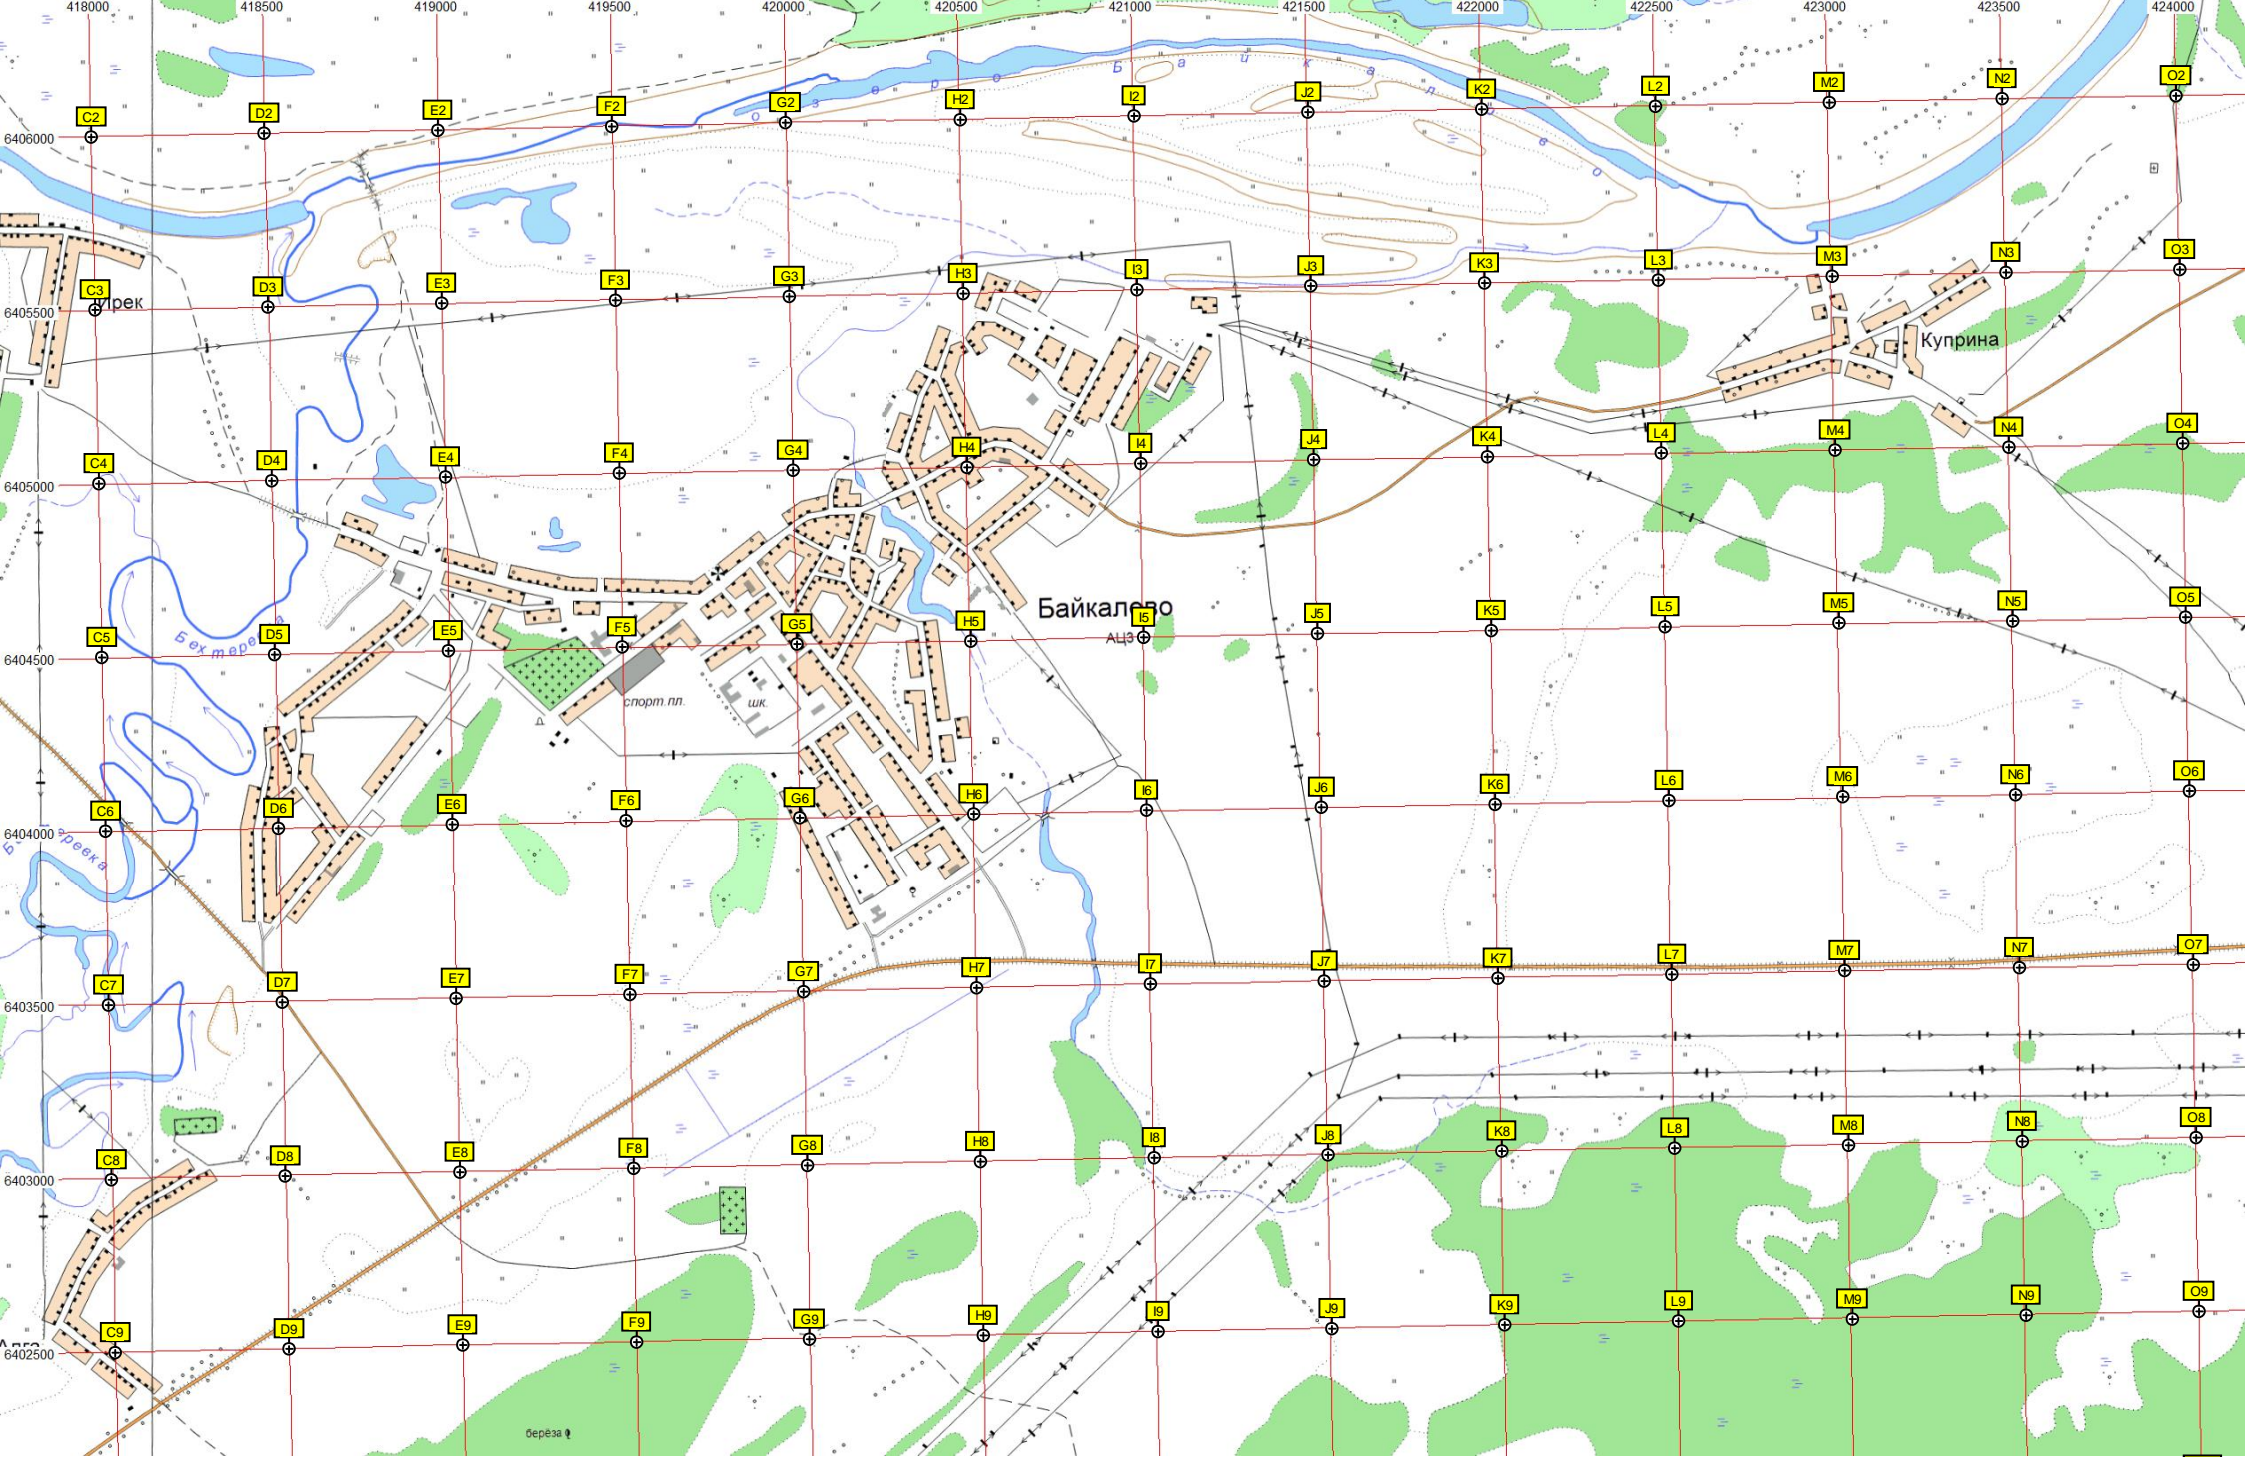 418000 418500 419000 419500 420000 420500 421000 421500 422000 422500 423000 423500 424000
о з е р о Б а й к а л о в о
C2 D2 E2 F2 G2 H2 I2 J2 K2 L2 M2 N2 O2
6406000
C3 D3 E3 F3 G3 H3 I3 J3 K3 L3 M3 N3 O3
Ирек
6405500
Куприна
C4 D4 E4 F4 G4 H4 I4 J4 K4 L4 M4 N4 O4
6405000
Байкалово
АЦЗ
C5 D5 E5 F5 G5 H5 I5 J5 K5 L5 M5 N5 O5
6404500
спорт.пл.
шк.
C6 D6 E6 F6 G6 H6 I6 J6 K6 L6 M6 N6 O6
6404000
C7 D7 E7 F7 G7 H7 I7 J7 K7 L7 M7 N7 O7
6403500
C8 D8 E8 F8 G8 H8 I8 J8 K8 L8 M8 N8 O8
6403000
C9 D9 E9 F9 G9 H9 I9 J9 K9 L9 M9 N9 O9
6402500
берёза